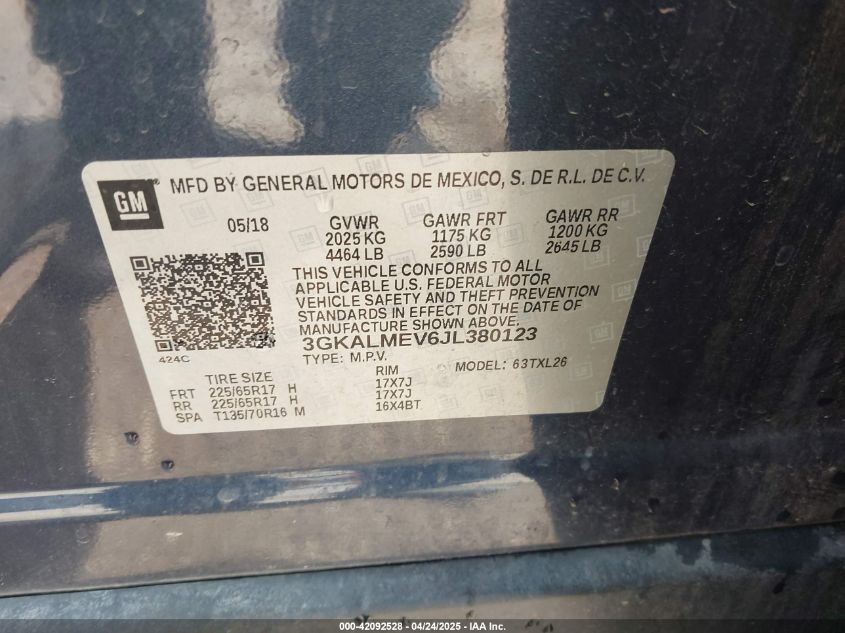 GM
MFD BY GENERAL MOTORS DE MEXICO, S. DE R.L. DE C.V.
05/18 GVWR GAWR FRT GAWR RR
2025 KG 1175 KG 1200 KG
4464 LB 2590 LB 2645 LB
THIS VEHICLE CONFORMS TO ALL
APPLICABLE U.S. FEDERAL MOTOR
VEHICLE SAFETY AND THEFT PREVENTION
STANDARDS IN EFFECT ON THE DATE OF
MANUFACTURE SHOWN ABOVE.
3GKALMEV6JL380123
424C
TYPE: M.P.V. MODEL: 63TXL26
TIRE SIZE RIM
FRT 225/65R17 H 17X7J
RR 225/65R17 H 17X7J
SPA T135/70R16 M 16X4BT
000-42092528 - 04/24/2025 - IAA Inc.